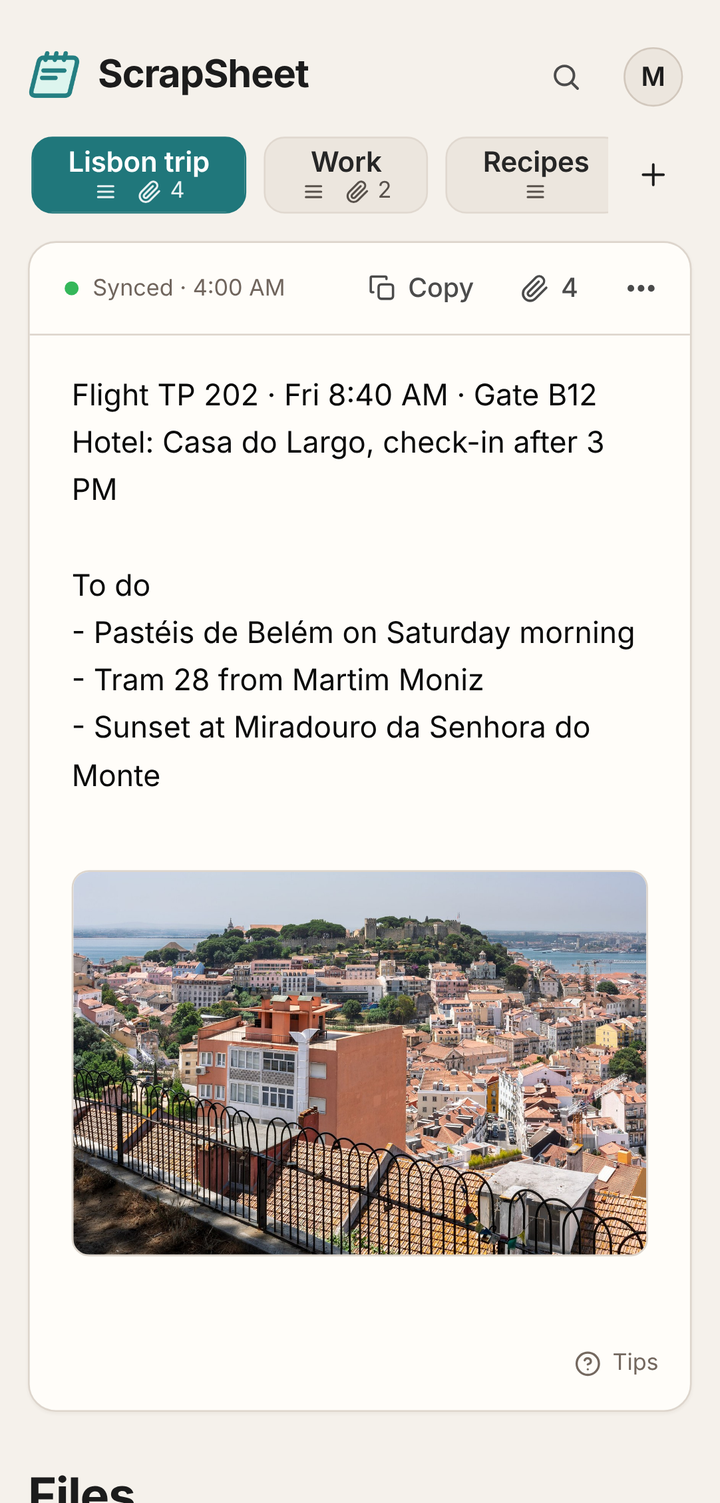 ScrapSheet
M
Lisbon trip
4
Work
2
Recipes
+
Synced · 4:00 AM
Copy
4
Flight TP 202 · Fri 8:40 AM · Gate B12
Hotel: Casa do Largo, check-in after 3
PM
To do
- Pastéis de Belém on Saturday morning
- Tram 28 from Martim Moniz
- Sunset at Miradouro da Senhora do
Monte
Tips
Files